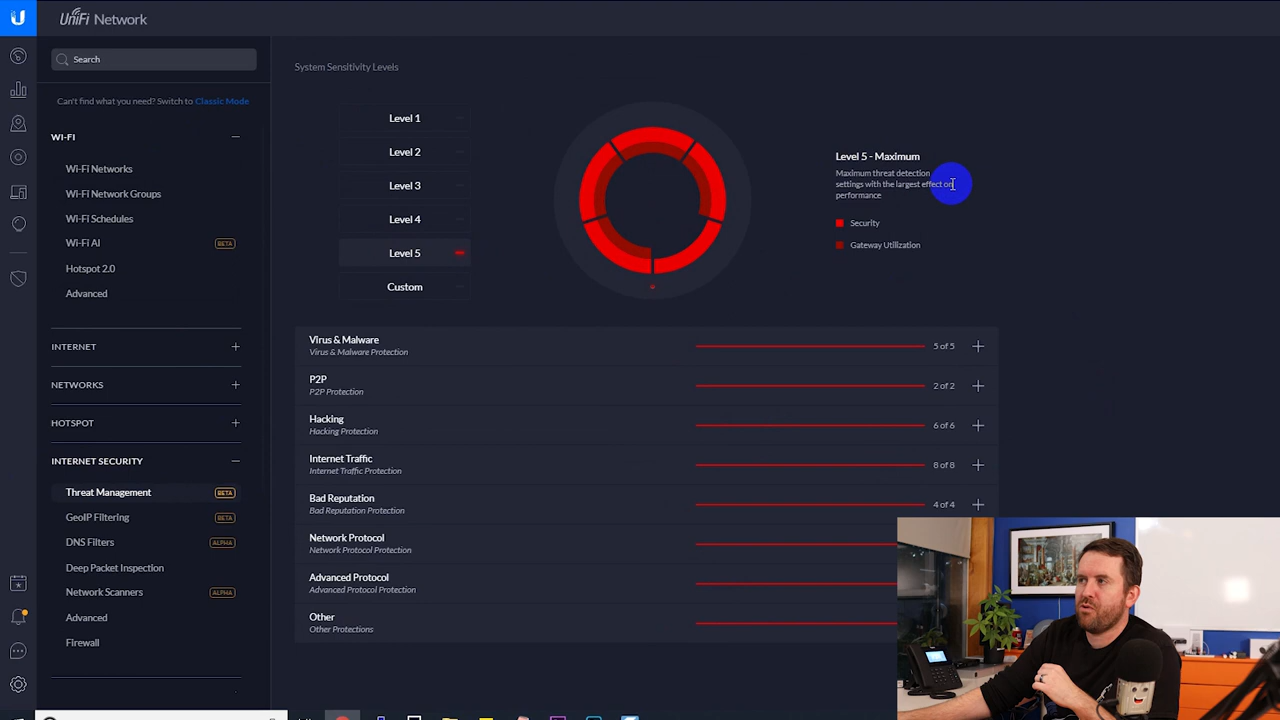 UniFi Network
Search
Can't find what you need? Switch to Classic Mode
WI-FI
Wi-Fi Networks
Wi-Fi Network Groups
Wi-Fi Schedules
Wi-Fi AI BETA
Hotspot 2.0
Advanced
INTERNET
NETWORKS
HOTSPOT
INTERNET SECURITY
Threat Management BETA
GeoIP Filtering BETA
DNS Filters ALPHA
Deep Packet Inspection
Network Scanners ALPHA
Advanced
Firewall
System Sensitivity Levels
Level 1
Level 2
Level 3
Level 4
Level 5
Custom
Level 5 - Maximum
Maximum threat detection
settings with the largest effect on
performance
Security
Gateway Utilization
Virus & Malware
Virus & Malware Protection
5 of 5
P2P
P2P Protection
2 of 2
Hacking
Hacking Protection
6 of 6
Internet Traffic
Internet Traffic Protection
8 of 8
Bad Reputation
Bad Reputation Protection
4 of 4
Network Protocol
Network Protocol Protection
Advanced Protocol
Advanced Protocol Protection
Other
Other Protections